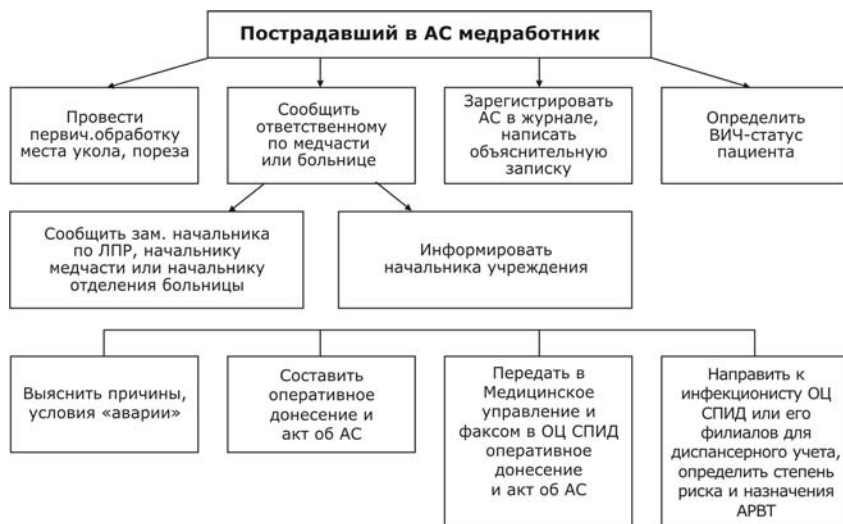 Пострадавший в АС медработник
Провести
первич.обработку
места укола, пореза
Сообщить
ответственному
по медчасти
или больнице
Зарегистрировать
АС в журнале,
написать
объяснительную
записку
Определить
ВИЧ-статус
пациента
Сообщить зам. начальника
по ЛПР, начальнику
медчасти или начальнику
отделения больницы
Информировать
начальника учреждения
Выяснить причины,
условия «аварии»
Составить
оперативное
донесение и
акт об АС
Передать в
Медицинское
управление и
факсом в ОЦ СПИД
оперативное
донесение
и акт об АС
Направить к
инфекционисту ОЦ
СПИД или его
филиалов для
диспансерного учета,
определить степень
риска и назначения
АРВТ